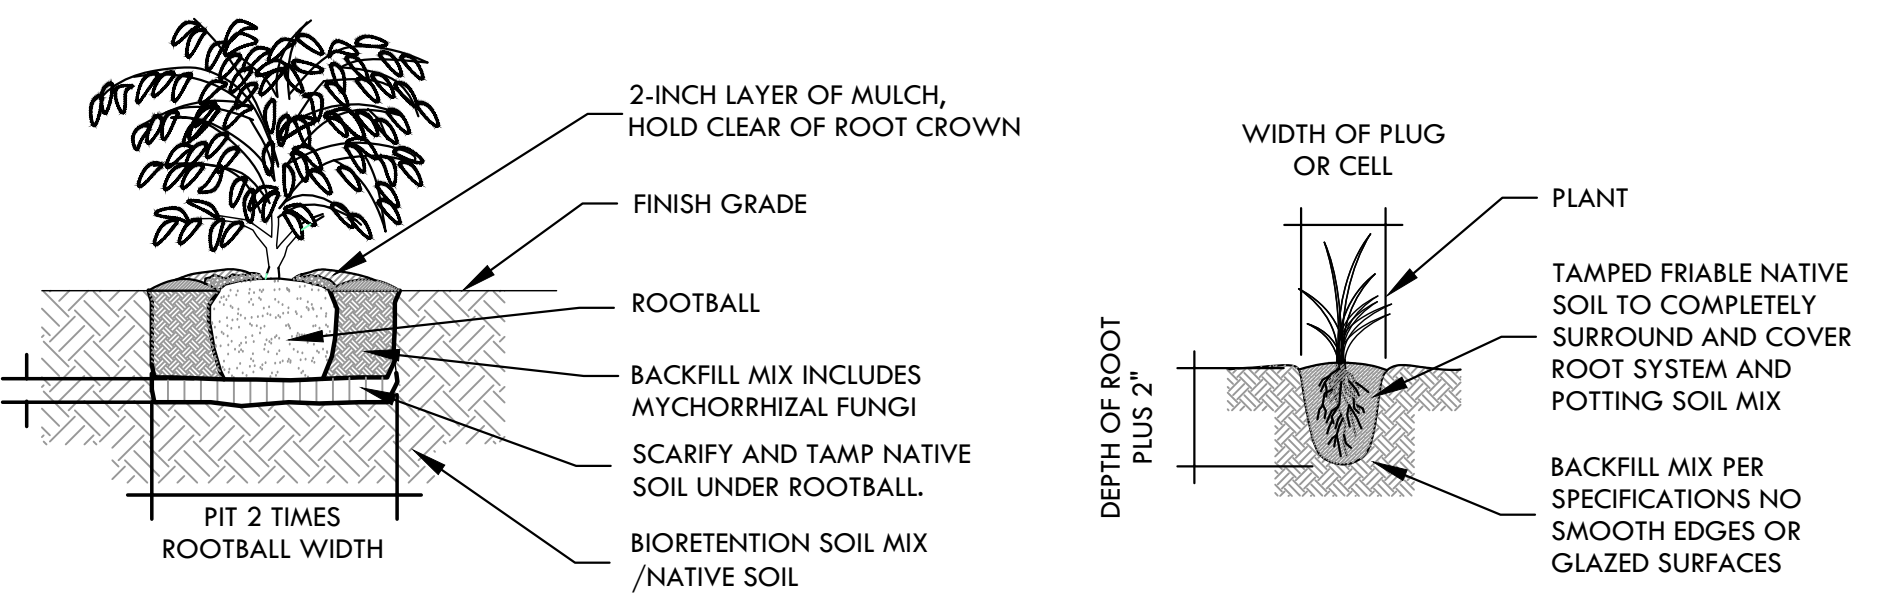 2-INCH LAYER OF MULCH,
HOLD CLEAR OF ROOT CROWN
FINISH GRADE
ROOTBALL
BACKFILL MIX INCLUDES
MYCHORRHIZAL FUNGI
SCARIFY AND TAMP NATIVE
SOIL UNDER ROOTBALL.
BIORETENTION SOIL MIX
/NATIVE SOIL
PIT 2 TIMES
ROOTBALL WIDTH
WIDTH OF PLUG
OR CELL
PLANT
TAMPED FRIABLE NATIVE
SOIL TO COMPLETELY
SURROUND AND COVER
ROOT SYSTEM AND
POTTING SOIL MIX
BACKFILL MIX PER
SPECIFICATIONS NO
SMOOTH EDGES OR
GLAZED SURFACES
DEPTH OF ROOT
PLUS 2"